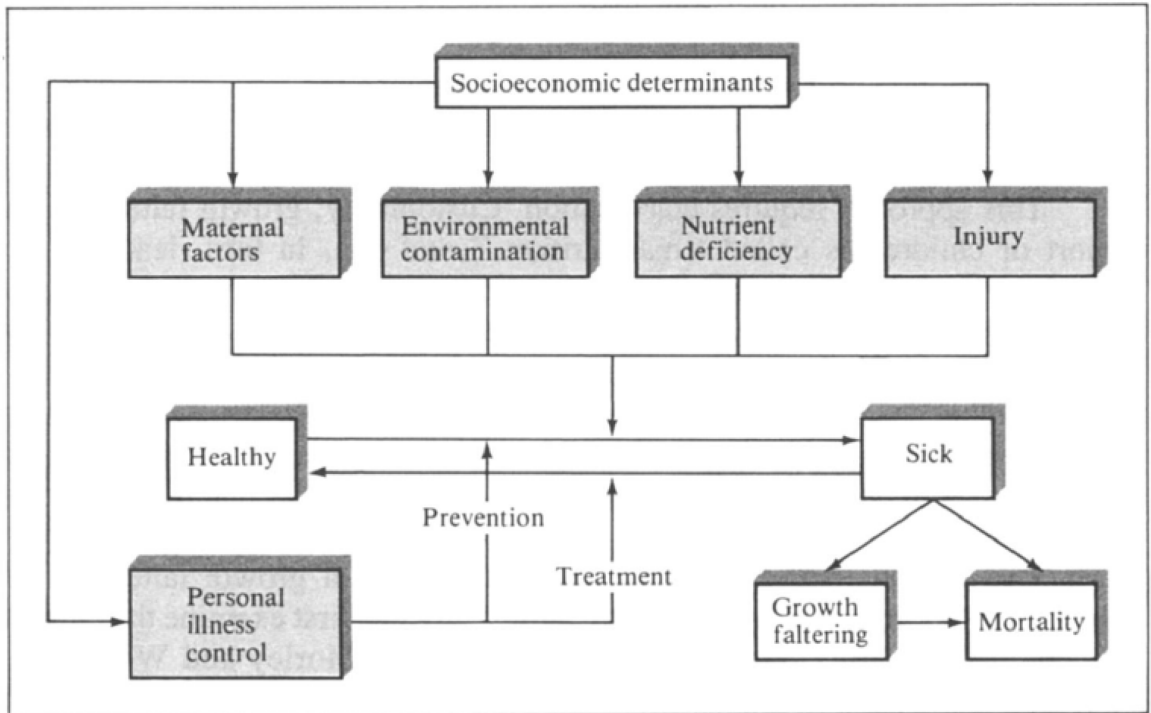 Socioeconomic determinants
Maternal
factors
Environmental
contamination
Nutrient
deficiency
Injury
Healthy
Sick
Prevention
Treatment
Personal
illness
control
Growth
faltering
Mortality